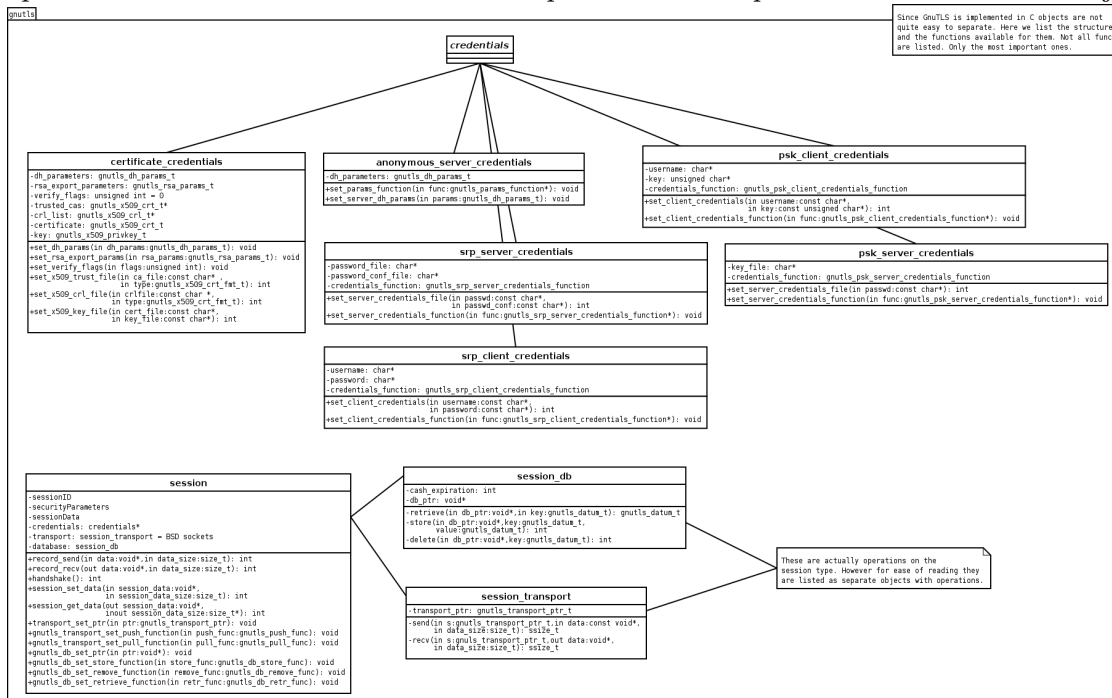 gnutls
Since GnuTLS is implemented in C objects are not
quite easy to separate. Here we list the structure
and the functions available for them. Not all func
are listed. Only the most important ones.
credentials
certificate_credentials
-dh_parameters: gnutls_dh_params_t
-rsa_export_parameters: gnutls_rsa_params_t
-verify_flags: unsigned int = 0
-trusted_cas: gnutls_x509_crt_t*
-crl_list: gnutls_x509_crl_t*
-certificate: gnutls_x509_crt_t
-key: gnutls_x509_privkey_t
+set_dh_params(in dh_params:gnutls_dh_params_t): void
+set_rsa_export_params(in rsa_params:gnutls_rsa_params_t): void
+set_verify_flags(in flags:unsigned int): void
+set_x509_trust_file(in ca_file:const char* ,
in type:gnutls_x509_crt_fmt_t): int
+set_x509_crl_file(in crlfile:const char *,
in type:gnutls_x509_crt_fmt_t): int
+set_x509_key_file(in cert_file:const char*,
in key_file:const char*): int
anonymous_server_credentials
-dh_parameters: gnutls_dh_params_t
+set_params_function(in func:gnutls_params_function*): void
+set_server_dh_params(in params:gnutls_dh_params_t): void
psk_client_credentials
-username: char*
-key: unsigned char*
-credentials_function: gnutls_psk_client_credentials_function
+set_client_credentials(in username:const char*,
in key:const unsigned char*): int
+set_client_credentials_function(in func:gnutls_psk_client_credentials_function*): void
srp_server_credentials
-password_file: char*
-password_conf_file: char*
-credentials_function: gnutls_srp_server_credentials_function
+set_server_credentials_file(in passwd:const char*,
in passwd_conf:const char*): int
+set_server_credentials_function(in func:gnutls_srp_server_credentials_function*): void
psk_server_credentials
-key_file: char*
-credentials_function: gnutls_psk_server_credentials_function
+set_server_credentials_file(in passwd:const char*): int
+set_server_credentials_function(in func:gnutls_psk_server_credentials_function*): void
srp_client_credentials
-username: char*
-password: char*
-credentials_function: gnutls_srp_client_credentials_function
+set_client_credentials(in username:const char*,
in password:const char*): int
+set_client_credentials_function(in func:gnutls_srp_client_credentials_function*): void
session
-sessionID
-securityParameters
-sessionData
-credentials: credentials*
-transport: session_transport = BSD sockets
-database: session_db
+record_send(in data:void*,in data_size:size_t): int
+record_recv(out data:void*,in data_size:size_t): int
+handshake(): int
+session_set_data(in session_data:void*,
in session_data_size:size_t): int
+session_get_data(out session_data:void*,
inout session_data_size:size_t*): int
+transport_set_ptr(in ptr:gnutls_transport_ptr): void
+gnutls_transport_set_push_function(in push_func:gnutls_push_func): void
+gnutls_transport_set_pull_function(in pull_func:gnutls_pull_func): void
+gnutls_db_set_ptr(in ptr:void*): void
+gnutls_db_set_store_function(in store_func:gnutls_db_store_func): void
+gnutls_db_set_remove_function(in remove_func:gnutls_db_remove_func): void
+gnutls_db_set_retrieve_function(in retr_func:gnutls_db_retr_func): void
session_db
-cash_expiration: int
-db_ptr: void*
-retrieve(in db_ptr:void*,in key:gnutls_datum_t): gnutls_datum_t
-store(in db_ptr:void*,key:gnutls_datum_t,
value:gnutls_datum_t): int
-delete(in db_ptr:void*,key:gnutls_datum_t): int
session_transport
-transport_ptr: gnutls_transport_ptr_t
-send(in s:gnutls_transport_ptr_t,in data:const void*,
in data_size:size_t): ssize_t
-recv(in s:gnuls_transport_ptr_t,out data:void*,
in data_size:size_t): ssize_t
These are actually operations on the
session type. However for ease of reading they
are listed as separate objects with operations.